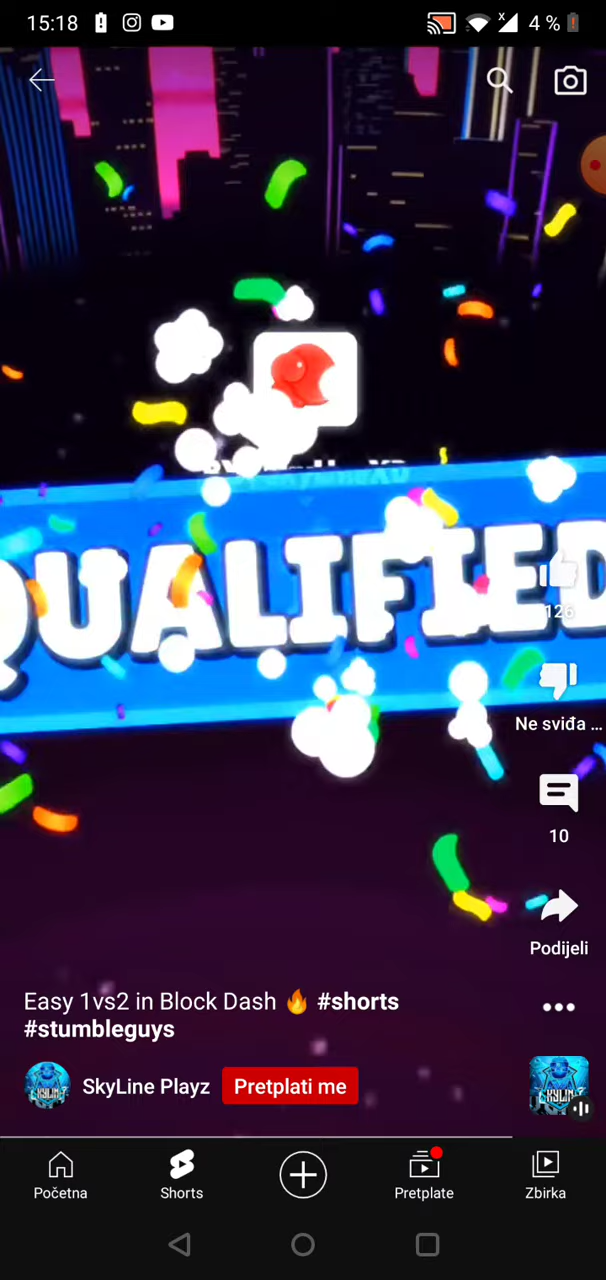 15:18
x
4 %
QUALIFIED
126
Ne sviđa ...
10
Podijeli
Easy 1vs2 in Block Dash 🔥 #shorts
#stumbleguys
SkyLine Playz
Pretplati me
Početna
Shorts
Pretplate
Zbirka